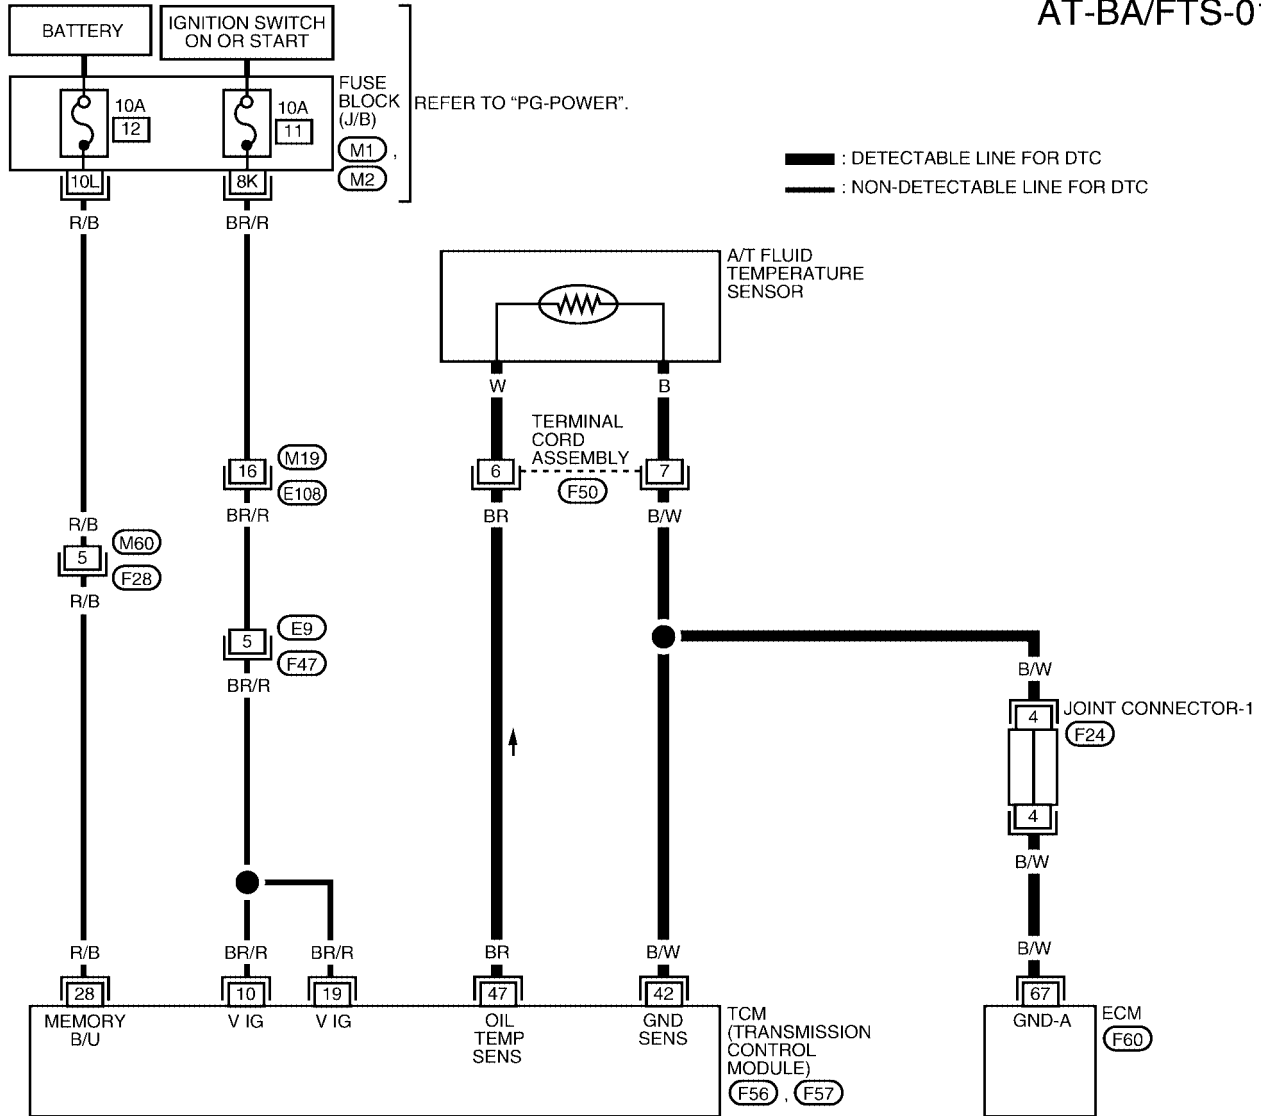 AT-BA/FTS-01
BATTERY
IGNITION SWITCH
ON OR START
FUSE
BLOCK
(J/B)
REFER TO “PG-POWER”.
10A
12
10A
11
M1 ,
M2
10L
8K
: DETECTABLE LINE FOR DTC
: NON-DETECTABLE LINE FOR DTC
R/B
BR/R
A/T FLUID
TEMPERATURE
SENSOR
W
B
TERMINAL
CORD
ASSEMBLY
16
M19
E108
6
7
F50
BR/R
BR
B/W
R/B
5
M60
F28
R/B
5
E9
F47
BR/R
B/W
4
JOINT CONNECTOR-1
F24
4
B/W
R/B
BR/R
BR/R
BR
B/W
B/W
28
10
19
47
42
67
MEMORY
B/U
V IG
V IG
OIL
TEMP
SENS
GND
SENS
TCM
(TRANSMISSION
CONTROL
MODULE)
F56 , F57
GND-A
ECM
F60